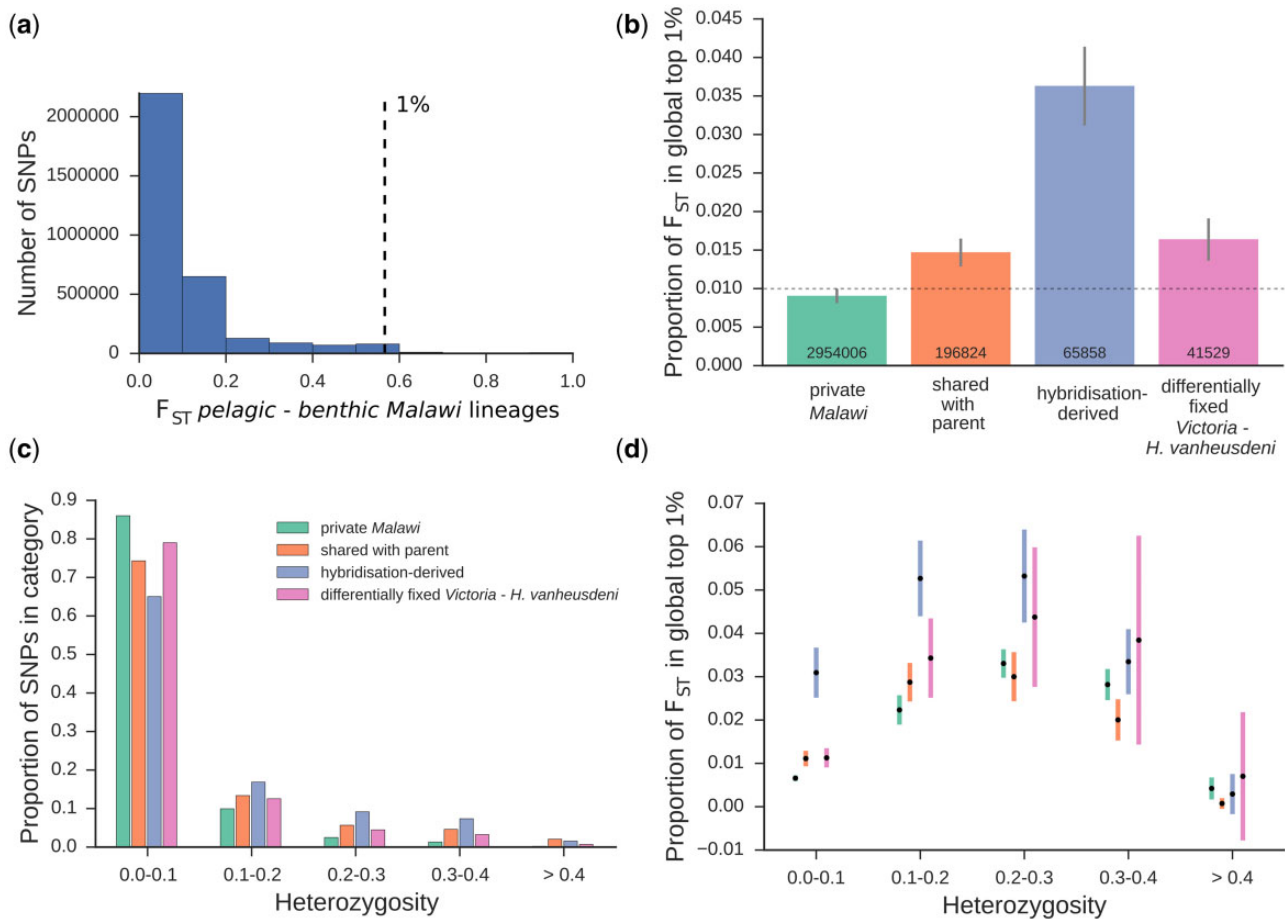 (a)
Number of SNPs
2000000
1500000
1000000
500000
0
1%
0.0 0.2 0.4 0.6 0.8 1.0
FST pelagic - benthic Malawi lineages
(b)
Proportion of FST in global top 1%
0.045
0.040
0.035
0.030
0.025
0.020
0.015
0.010
0.005
0.000
2954006 196824 65858 41529
private
Malawi
shared
with
parent
hybridisation-
derived
differentially
fixed
Victoria -
H. vanheusdeni
(c)
Proportion of SNPs in category
0.9
0.8
0.7
0.6
0.5
0.4
0.3
0.2
0.1
0.0
private Malawi
shared with parent
hybridisation-derived
differentially fixed Victoria - H. vanheusdeni
0.0-0.1 0.1-0.2 0.2-0.3 0.3-0.4 > 0.4
Heterozygosity
(d)
Proportion of FST in global top 1%
0.07
0.06
0.05
0.04
0.03
0.02
0.01
0.00
−0.01
0.0-0.1 0.1-0.2 0.2-0.3 0.3-0.4 > 0.4
Heterozygosity